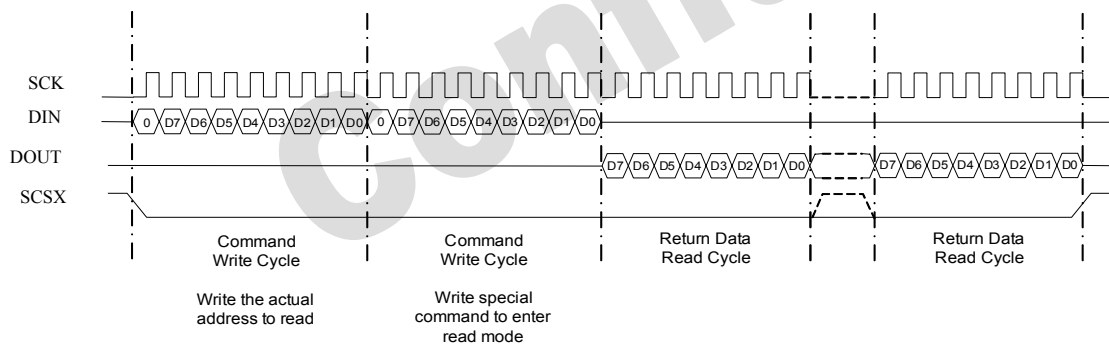 Confi
SCK
DIN 0 D7 D6 D5 D4 D3 D2 D1 D0 0 D7 D6 D5 D4 D3 D2 D1 D0
DOUT D7 D6 D5 D4 D3 D2 D1 D0 D7 D6 D5 D4 D3 D2 D1 D0
SCSX
Command
Write Cycle
Write the actual
address to read
Command
Write Cycle
Write special
command to enter
read mode
Return Data
Read Cycle
Return Data
Read Cycle